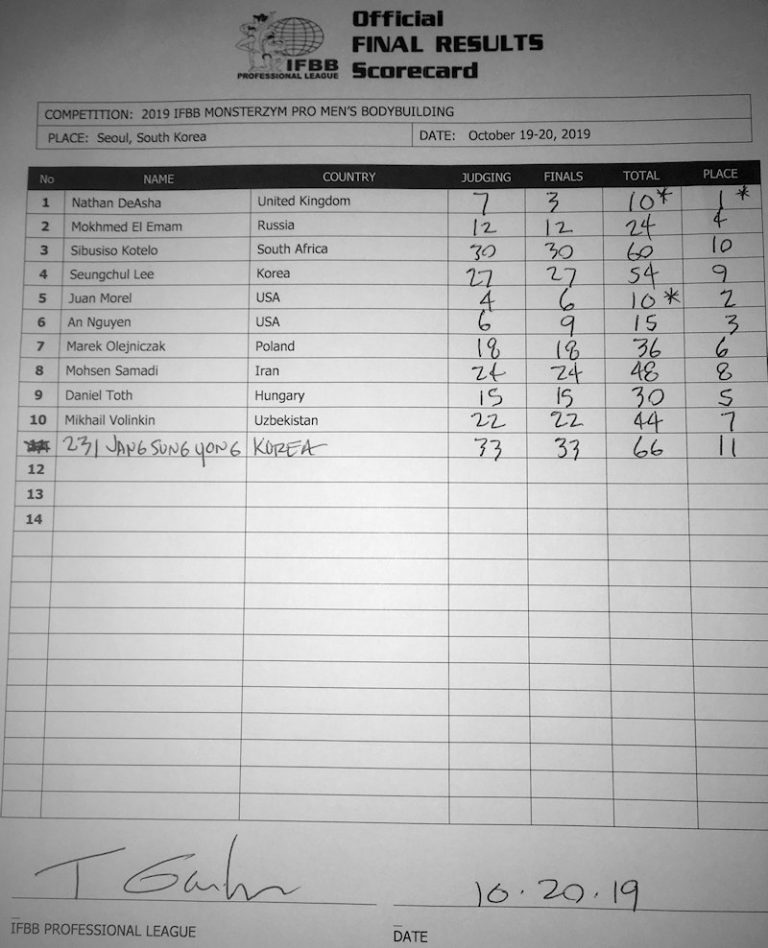 Official
FINAL RESULTS
Scorecard
IFBB
PROFESSIONAL LEAGUE
COMPETITION: 2019 IFBB MONSTERZYM PRO MEN'S BODYBUILDING
PLACE: Seoul, South Korea DATE: October 19-20, 2019
No NAME COUNTRY JUDGING FINALS TOTAL PLACE
1 Nathan DeAsha United Kingdom 7 3 10* 1*
2 Mokhmed El Emam Russia 12 12 24 4
3 Sibusiso Kotelo South Africa 30 30 60 10
4 Seungchul Lee Korea 27 27 54 9
5 Juan Morel USA 4 6 10* 2
6 An Nguyen USA 6 9 15 3
7 Marek Olejniczak Poland 18 18 36 6
8 Mohsen Samadi Iran 24 24 48 8
9 Daniel Toth Hungary 15 15 30 5
10 Mikhail Volinkin Uzbekistan 22 22 44 7
231 JANG SUNG YONG KOREA 33 33 66 11
12
13
14
10.20.19
IFBB PROFESSIONAL LEAGUE DATE